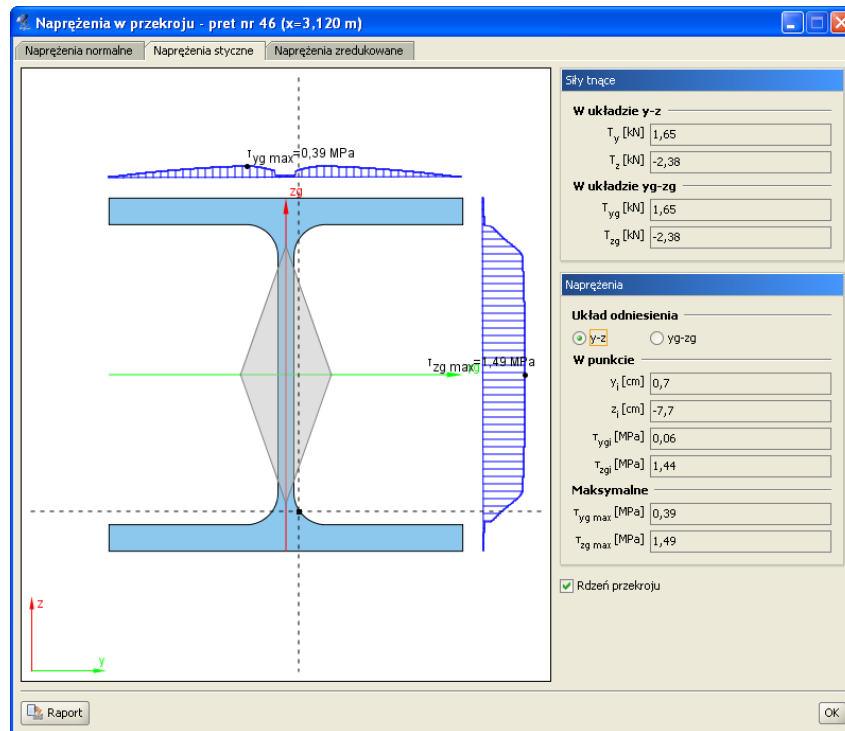 Naprężenia w przekroju - pret nr 46 (x=3,120 m)
Naprężenia normalne Naprężenia styczne Naprężenia zredukowane
τyg max=0,39 MPa
zg
τzg max=1,49 MPa
yg
z
y
Siły tnące
W układzie y-z
Ty [kN] 1,65
Tz [kN] -2,38
W układzie yg-zg
Tyg [kN] 1,65
Tzg [kN] -2,38
Naprężenia
Układ odniesienia
y-z yg-zg
W punkcie
yi [cm] 0,7
zi [cm] -7,7
τygi [MPa] 0,06
τzgi [MPa] 1,44
Maksymalne
τyg max [MPa] 0,39
τzg max [MPa] 1,49
Rdzeń przekroju
Raport
OK